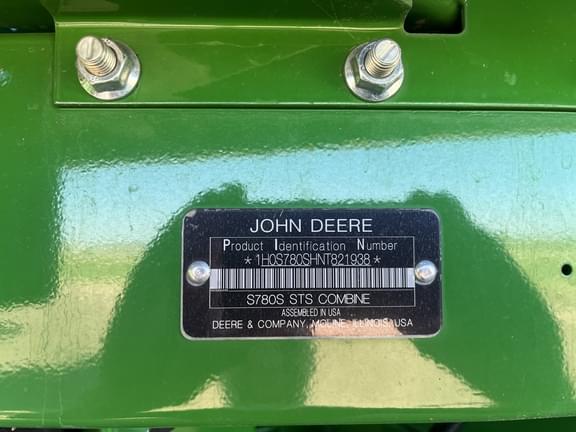 JOHN DEERE
Product Identification Number
*1H0S780SHNT821938*
S780S STS COMBINE
ASSEMBLED IN USA
DEERE & COMPANY, MOLINE, ILLINOIS, USA